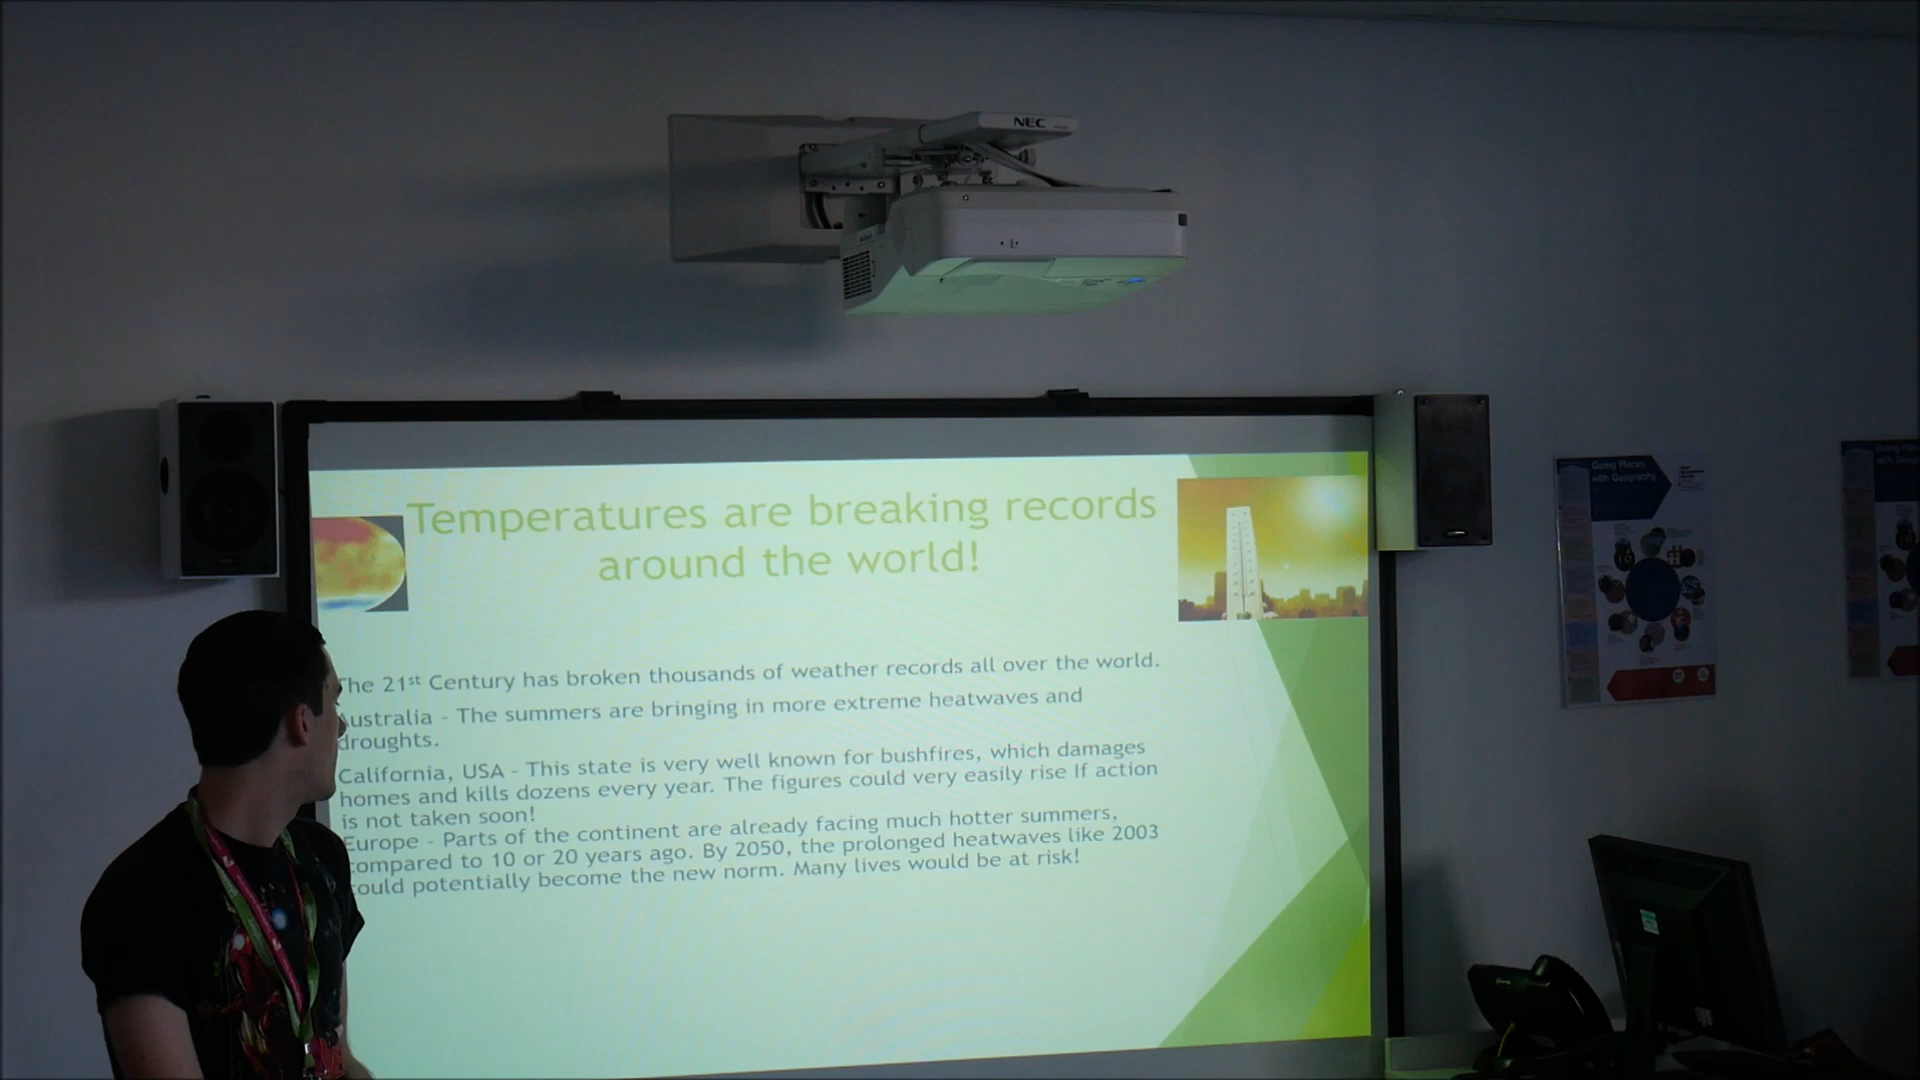 NEC
Temperatures are breaking records
around the world!
The 21st Century has broken thousands of weather records all over the world.
Australia - The summers are bringing in more extreme heatwaves and
droughts.
California, USA - This state is very well known for bushfires, which damages
homes and kills dozens every year. The figures could very easily rise If action
is not taken soon!
Europe - Parts of the continent are already facing much hotter summers,
compared to 10 or 20 years ago. By 2050, the prolonged heatwaves like 2003
could potentially become the new norm. Many lives would be at risk!
Going Places
with Geography
Going Places
with